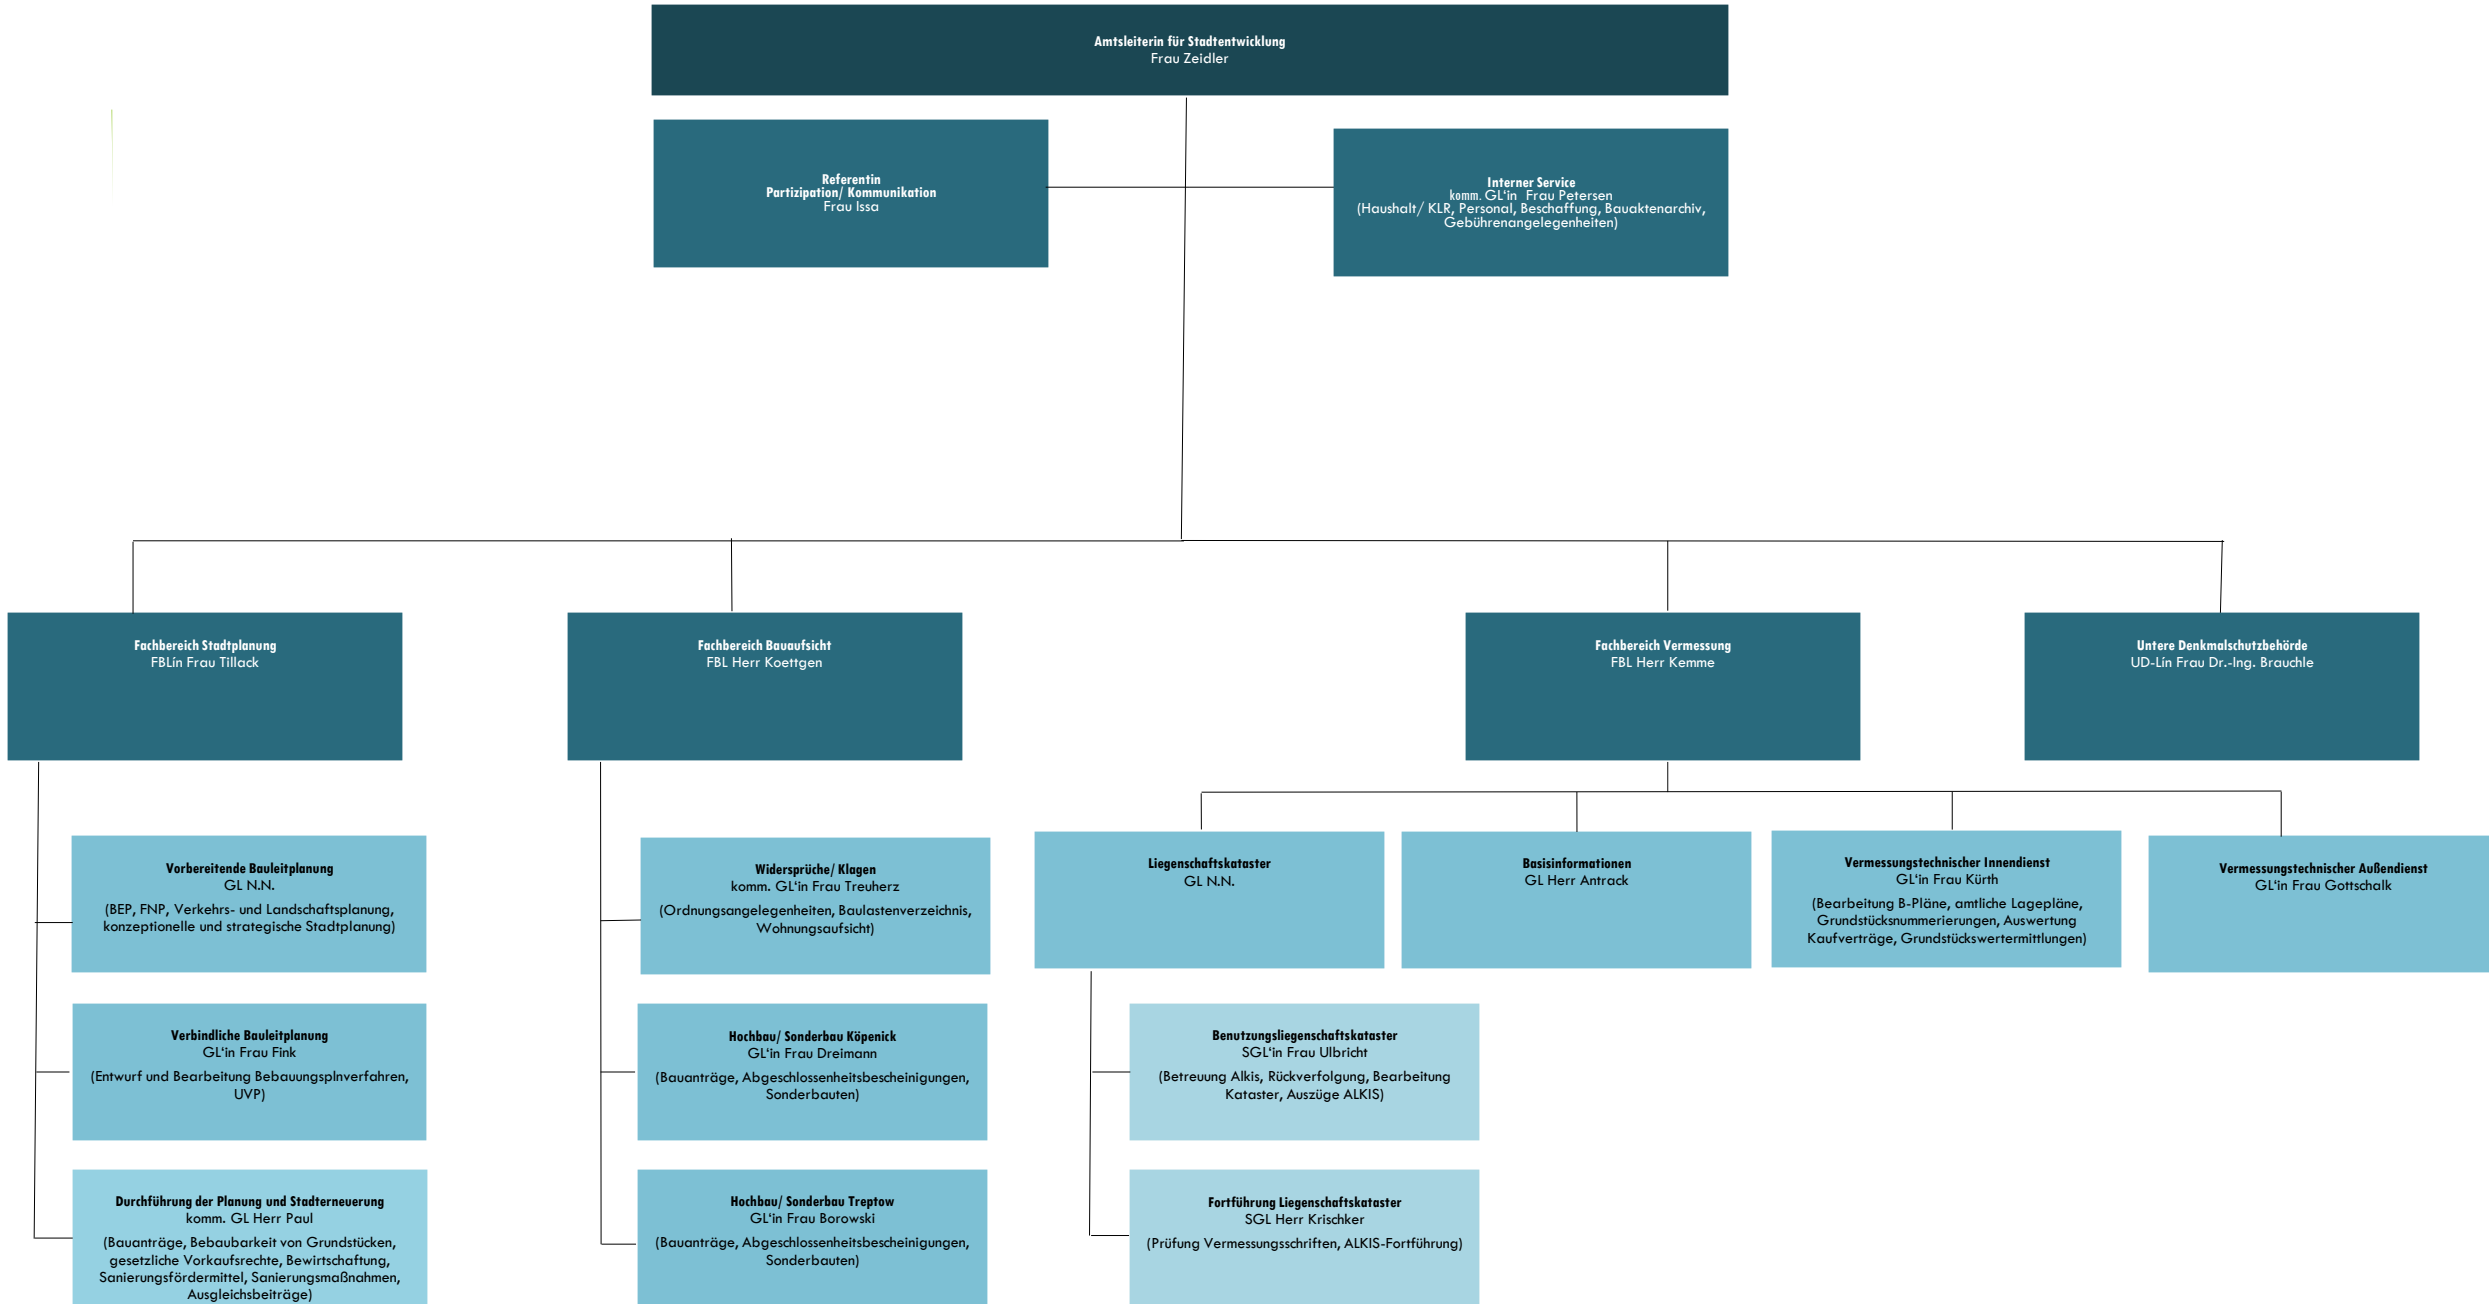 Amtsleiterin für Stadtentwicklung
Frau Zeidler
Referentin
Partizipation/ Kommunikation
Frau Issa
Interner Service
komm. GL‘in  Frau Petersen
(Haushalt/ KLR, Personal, Beschaffung, Bauaktenarchiv,
Gebührenangelegenheiten)
Fachbereich Stadtplanung
FBLín Frau Tillack
Fachbereich Bauaufsicht
FBL Herr Koettgen
Fachbereich Vermessung
FBL Herr Kemme
Untere Denkmalschutzbehörde
UD-Lín Frau Dr.-Ing. Brauchle
Vorbereitende Bauleitplanung
GL N.N.
(BEP, FNP, Verkehrs- und Landschaftsplanung,
konzeptionelle und strategische Stadtplanung)
Verbindliche Bauleitplanung
GL‘in Frau Fink
(Entwurf und Bearbeitung Bebauungsplnverfahren,
UVP)
Durchführung der Planung und Stadterneuerung
komm. GL Herr Paul
(Bauanträge, Bebaubarkeit von Grundstücken,
gesetzliche Vorkaufsrechte, Bewirtschaftung,
Sanierungsfördermittel, Sanierungsmaßnahmen,
Ausgleichsbeiträge)
Widersprüche/ Klagen
komm. GL‘in Frau Treuherz
(Ordnungsangelegenheiten, Baulastenverzeichnis,
Wohnungsaufsicht)
Hochbau/ Sonderbau Köpenick
GL‘in Frau Dreimann
(Bauanträge, Abgeschlossenheitsbescheinigungen,
Sonderbauten)
Hochbau/ Sonderbau Treptow
GL‘in Frau Borowski
(Bauanträge, Abgeschlossenheitsbescheinigungen,
Sonderbauten)
Liegenschaftskataster
GL N.N.
Basisinformationen
GL Herr Antrack
Vermessungstechnischer Innendienst
GL‘in Frau Kürth
(Bearbeitung B-Pläne, amtliche Lagepläne,
Grundstücksnummerierungen, Auswertung
Kaufverträge, Grundstückswertermittlungen)
Vermessungstechnischer Außendienst
GL‘in Frau Gottschalk
Benutzungsliegenschaftskataster
SGL‘in Frau Ulbricht
(Betreuung Alkis, Rückverfolgung, Bearbeitung
Kataster, Auszüge ALKIS)
Fortführung Liegenschaftskataster
SGL Herr Krischker
(Prüfung Vermessungsschriften, ALKIS-Fortführung)